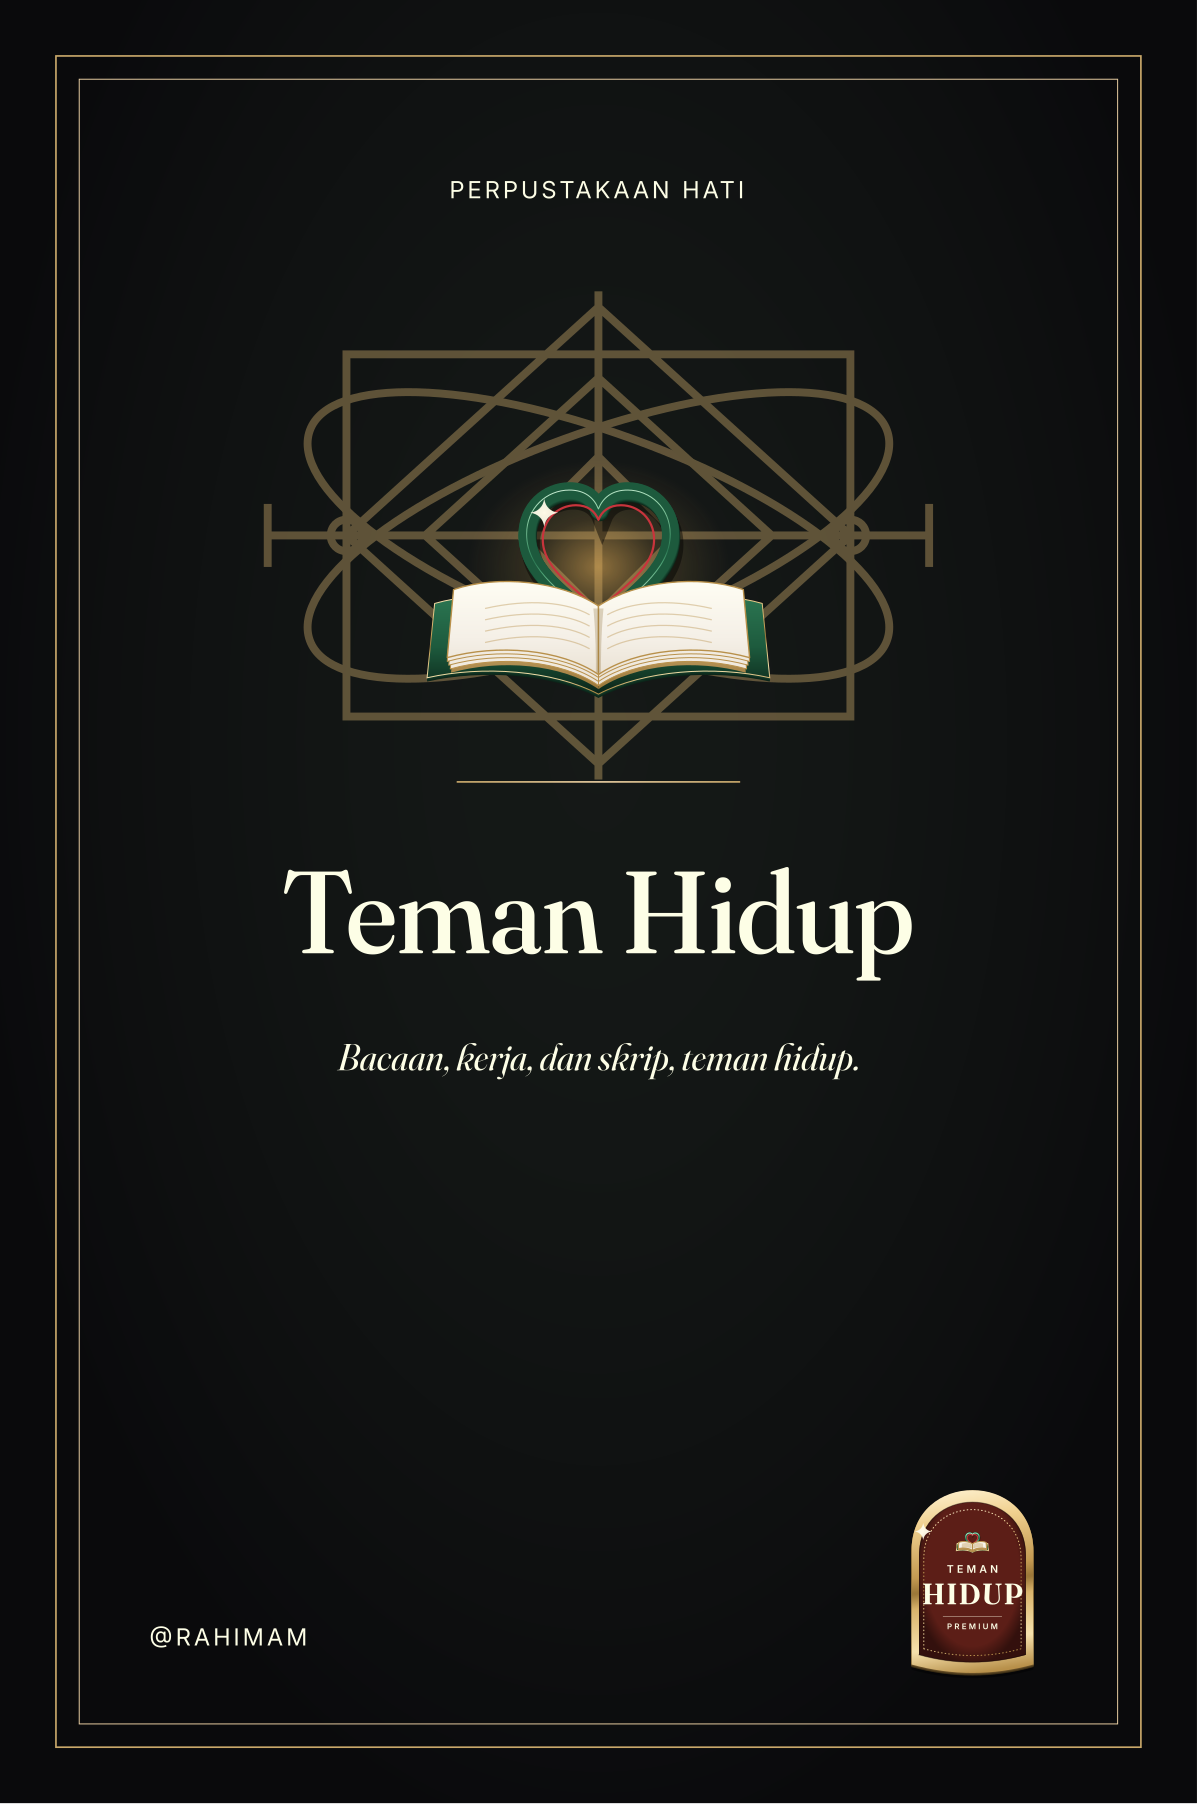 PERPUSTAKAAN HATI
Teman Hidup
Bacaan, kerja, dan skrip, teman hidup.
TEMAN
HIDUP
PREMIUM
@RAHIMAM